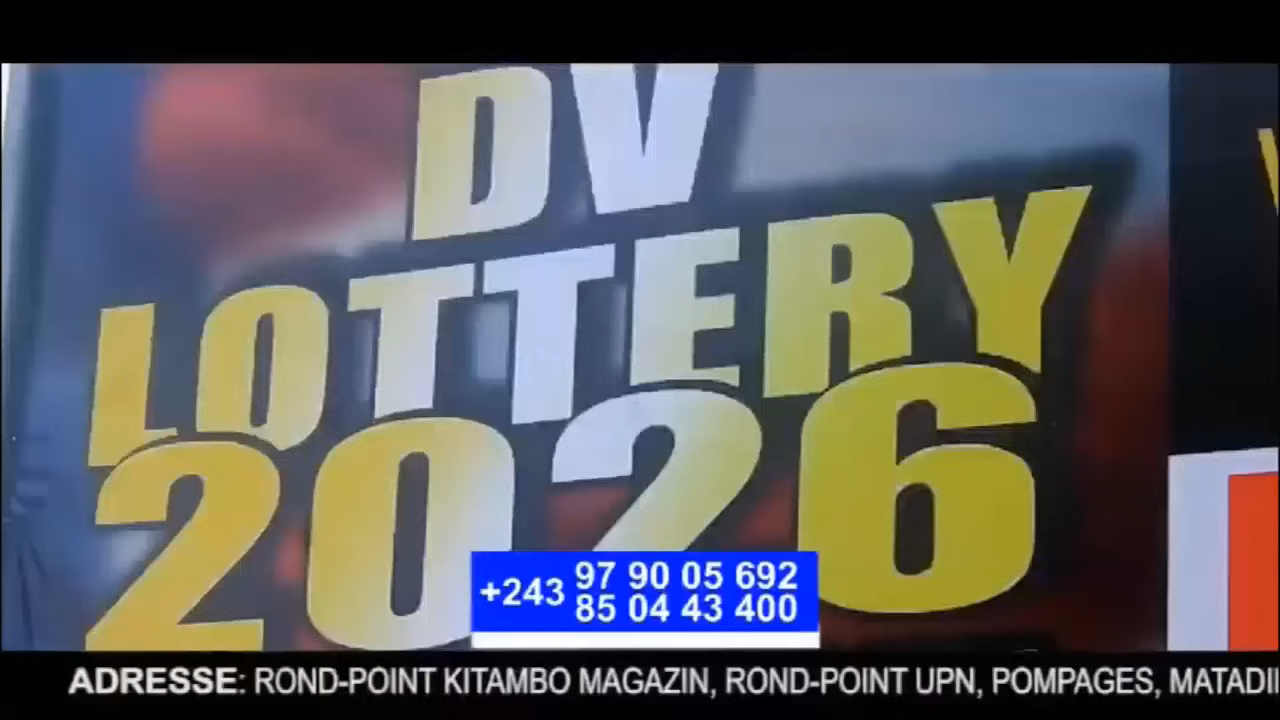 DV
LOTTERY
2026
+243 97 90 05 692
85 04 43 400
ADRESSE: ROND-POINT KITAMBO MAGAZIN, ROND-POINT UPN, POMPAGES, MATADI